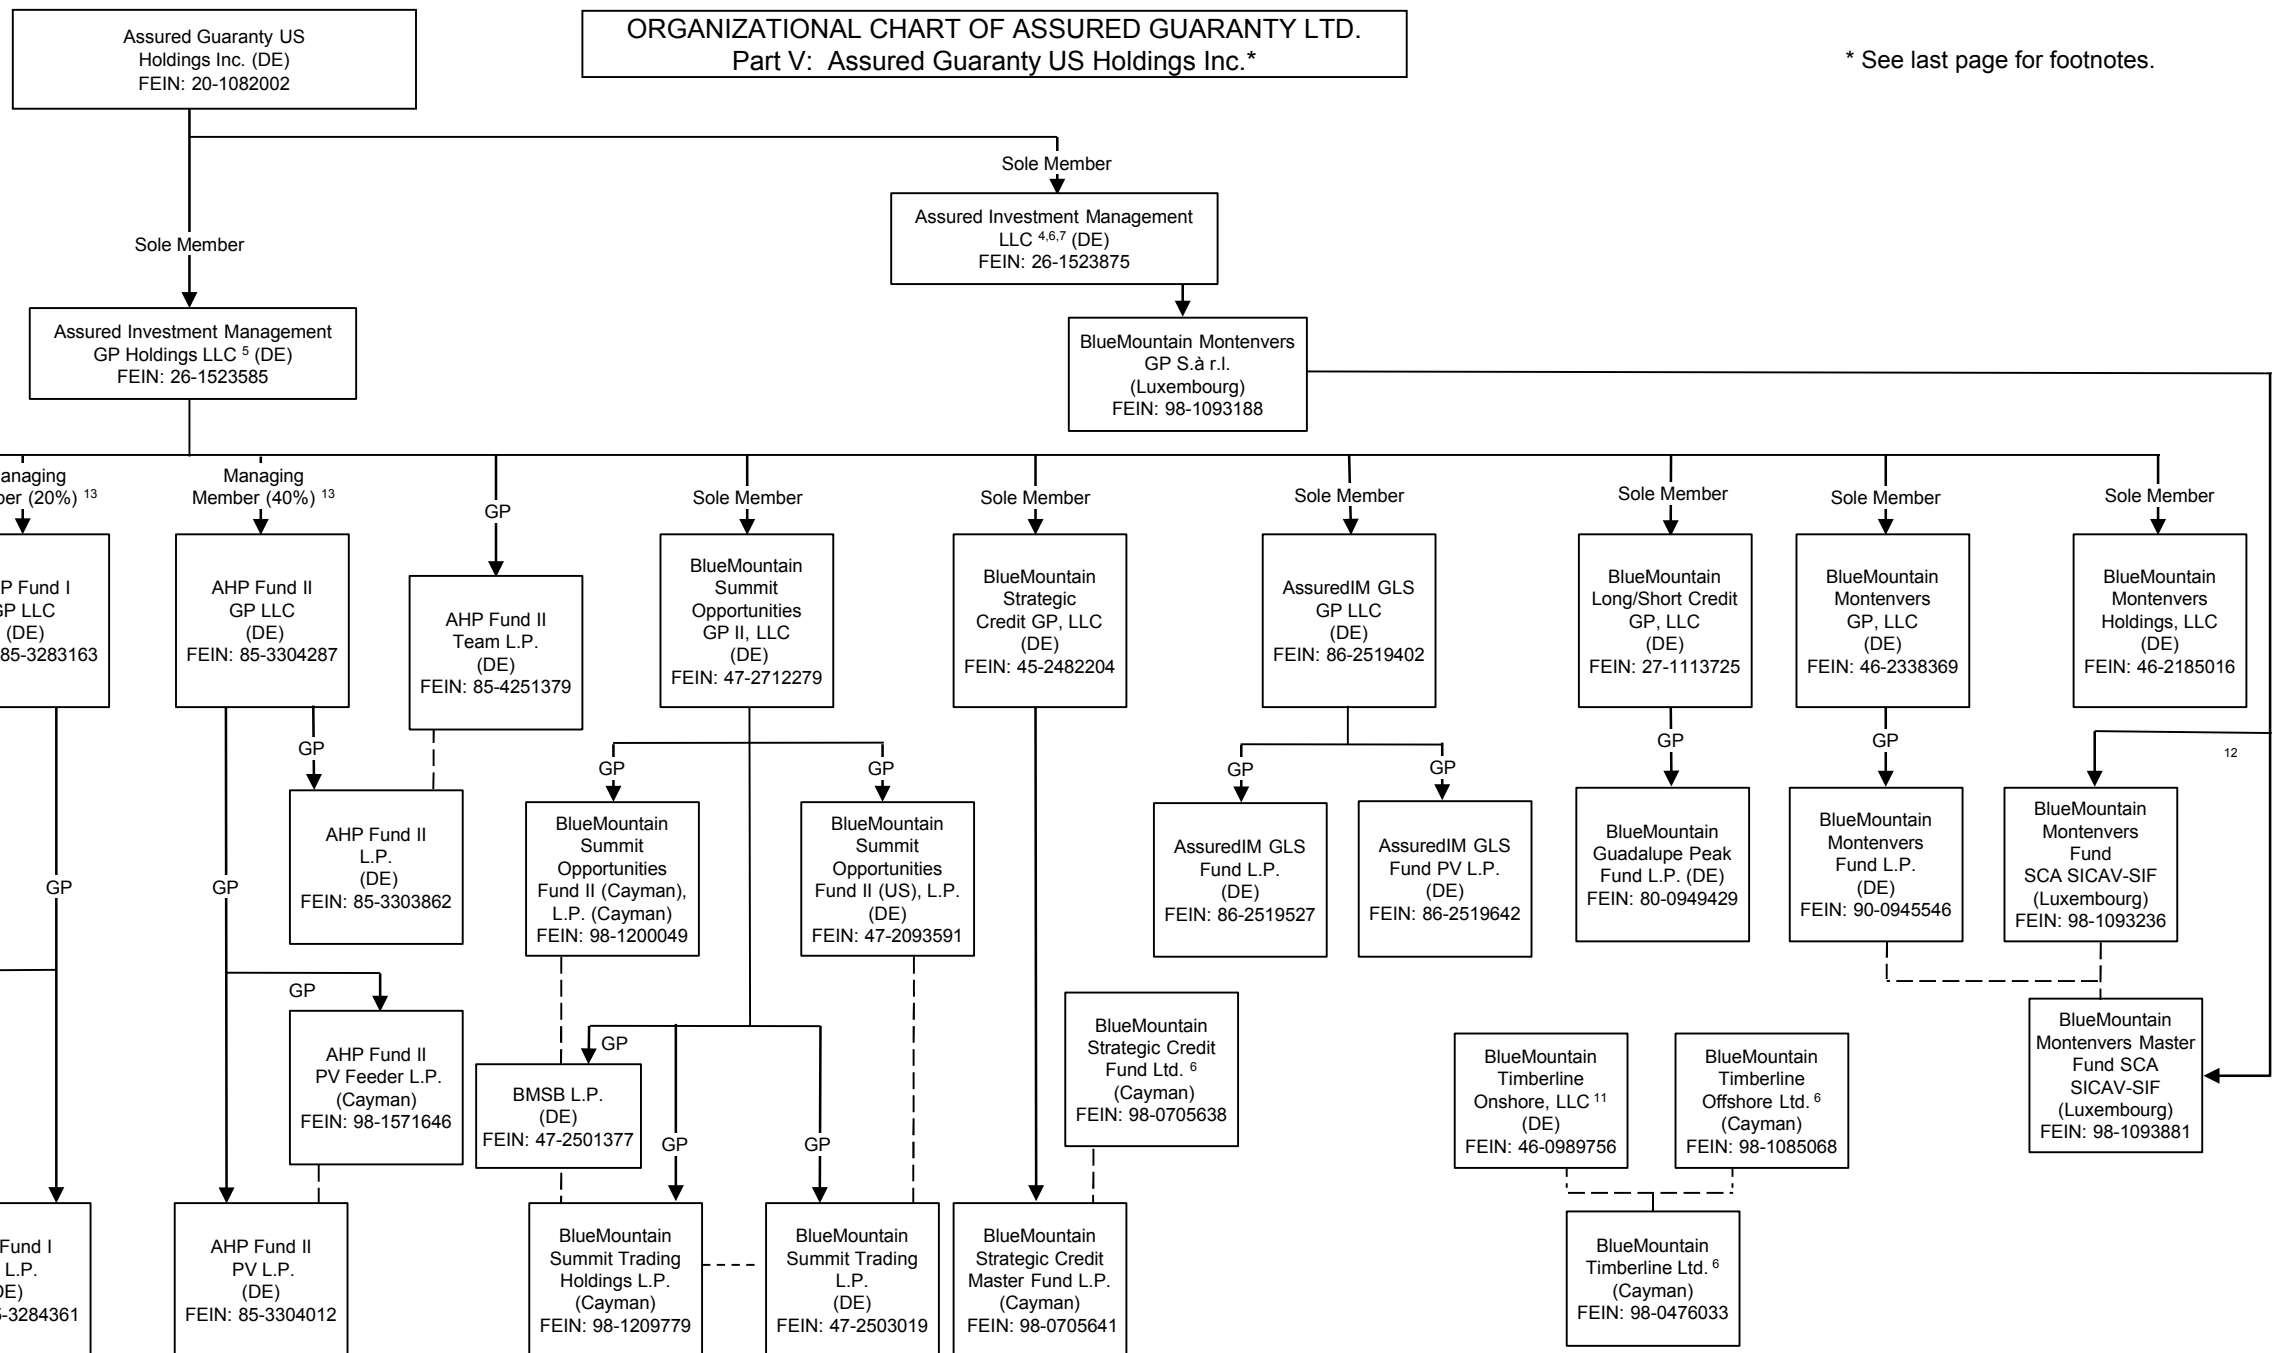 Assured Guaranty US
Holdings Inc. (DE)
FEIN: 20-1082002
ORGANIZATIONAL CHART OF ASSURED GUARANTY LTD.
Part V: Assured Guaranty US Holdings Inc.*
* See last page for footnotes.
Sole Member
Assured Investment Management
LLC 4,6,7 (DE)
FEIN: 26-1523875
Sole Member
Assured Investment Management
GP Holdings LLC 5 (DE)
FEIN: 26-1523585
BlueMountain Montenvers
GP S.à r.l.
(Luxembourg)
FEIN: 98-1093188
anaging
ber (20%) 13
Managing
Member (40%) 13
GP
Sole Member
Sole Member
Sole Member
Sole Member
Sole Member
Sole Member
P Fund I
GP LLC
(DE)
85-3283163
AHP Fund II
GP LLC
(DE)
FEIN: 85-3304287
AHP Fund II
Team L.P.
(DE)
FEIN: 85-4251379
BlueMountain
Summit
Opportunities
GP II, LLC
(DE)
FEIN: 47-2712279
BlueMountain
Strategic
Credit GP, LLC
(DE)
FEIN: 45-2482204
AssuredIM GLS
GP LLC
(DE)
FEIN: 86-2519402
BlueMountain
Long/Short Credit
GP, LLC
(DE)
FEIN: 27-1113725
BlueMountain
Montenvers
GP, LLC
(DE)
FEIN: 46-2338369
BlueMountain
Montenvers
Holdings, LLC
(DE)
FEIN: 46-2185016
GP
GP
GP
GP
GP
GP
GP
12
GP
GP
AHP Fund II
L.P.
(DE)
FEIN: 85-3303862
BlueMountain
Summit
Opportunities
Fund II (Cayman),
L.P. (Cayman)
FEIN: 98-1200049
BlueMountain
Summit
Opportunities
Fund II (US), L.P.
(DE)
FEIN: 47-2093591
AssuredIM GLS
Fund L.P.
(DE)
FEIN: 86-2519527
AssuredIM GLS
Fund PV L.P.
(DE)
FEIN: 86-2519642
BlueMountain
Guadalupe Peak
Fund L.P. (DE)
FEIN: 80-0949429
BlueMountain
Montenvers
Fund L.P.
(DE)
FEIN: 90-0945546
BlueMountain
Montenvers
Fund
SCA SICAV-SIF
(Luxembourg)
FEIN: 98-1093236
GP
AHP Fund II
PV Feeder L.P.
(Cayman)
FEIN: 98-1571646
GP
BMSB L.P.
(DE)
FEIN: 47-2501377
GP
GP
BlueMountain
Strategic Credit
Fund Ltd. 6
(Cayman)
FEIN: 98-0705638
BlueMountain
Timberline
Onshore, LLC 11
(DE)
FEIN: 46-0989756
BlueMountain
Timberline
Offshore Ltd. 6
(Cayman)
FEIN: 98-1085068
BlueMountain
Montenvers Master
Fund SCA
SICAV-SIF
(Luxembourg)
FEIN: 98-1093881
Fund I
L.P.
DE)
5-3284361
AHP Fund II
PV L.P.
(DE)
FEIN: 85-3304012
BlueMountain
Summit Trading
Holdings L.P.
(Cayman)
FEIN: 98-1209779
BlueMountain
Summit Trading
L.P.
(DE)
FEIN: 47-2503019
BlueMountain
Strategic Credit
Master Fund L.P.
(Cayman)
FEIN: 98-0705641
BlueMountain
Timberline Ltd. 6
(Cayman)
FEIN: 98-0476033